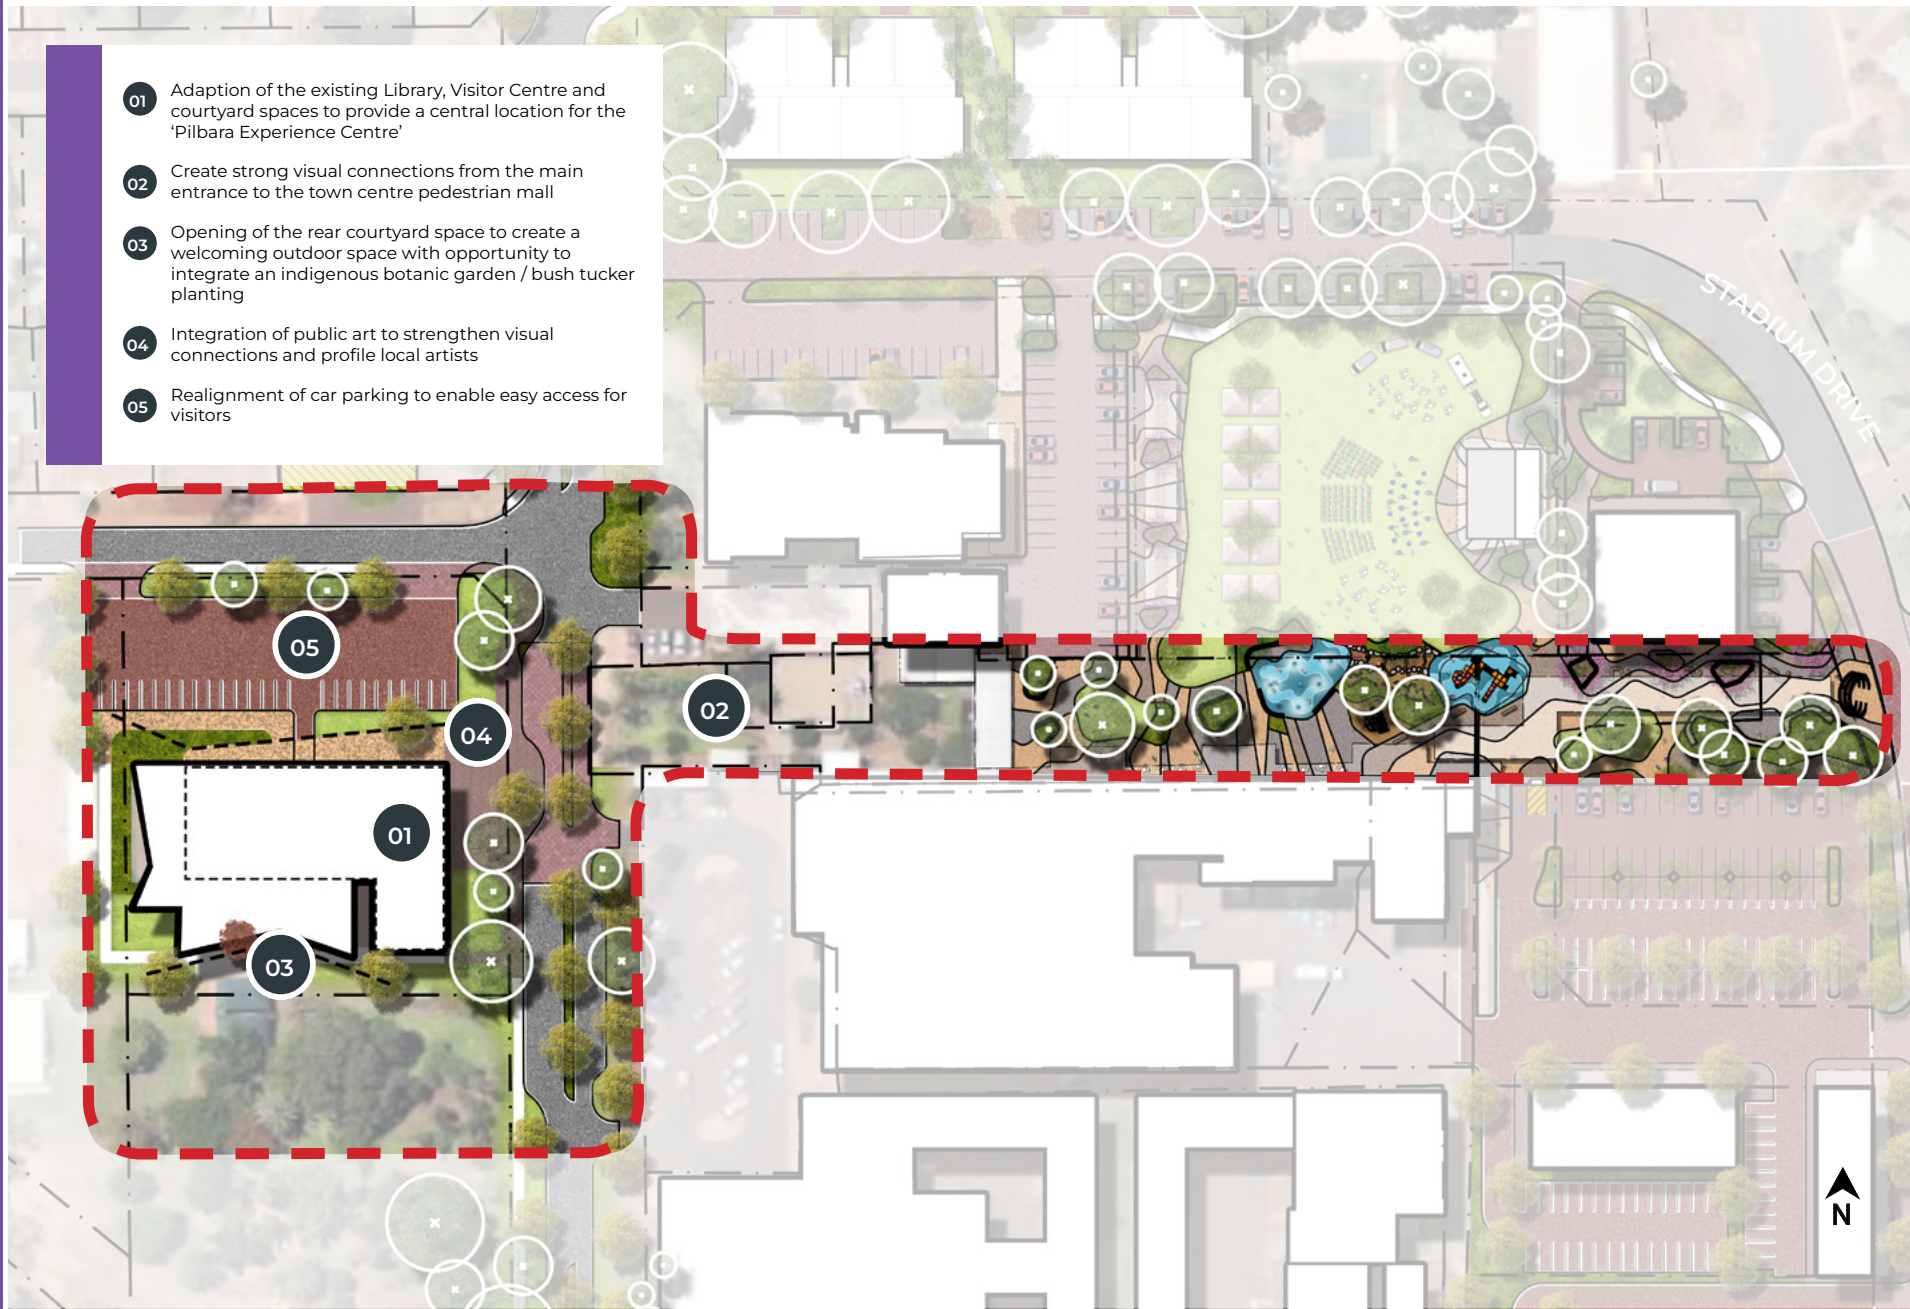 01 Adaption of the existing Library, Visitor Centre and
courtyard spaces to provide a central location for the
‘Pilbara Experience Centre’
02 Create strong visual connections from the main
entrance to the town centre pedestrian mall
03 Opening of the rear courtyard space to create a
welcoming outdoor space with opportunity to
integrate an indigenous botanic garden / bush tucker
planting
04 Integration of public art to strengthen visual
connections and profile local artists
05 Realignment of car parking to enable easy access for
visitors
STADIUM DRIVE
05
02
04
01
03
N